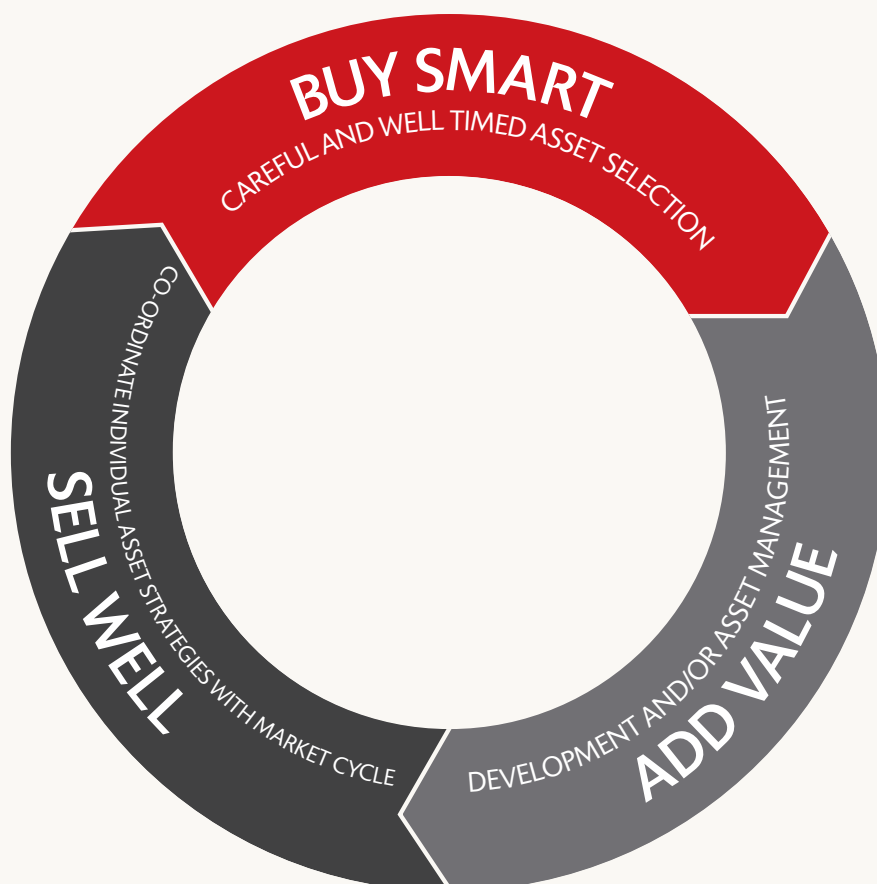 BUY SMART
CAREFUL AND WELL TIMED ASSET SELECTION
ADD VALUE
DEVELOPMENT AND/OR ASSET MANAGEMENT
SELL WELL
CO-ORDINATE INDIVIDUAL ASSET STRATEGIES WITH MARKET CYCLE